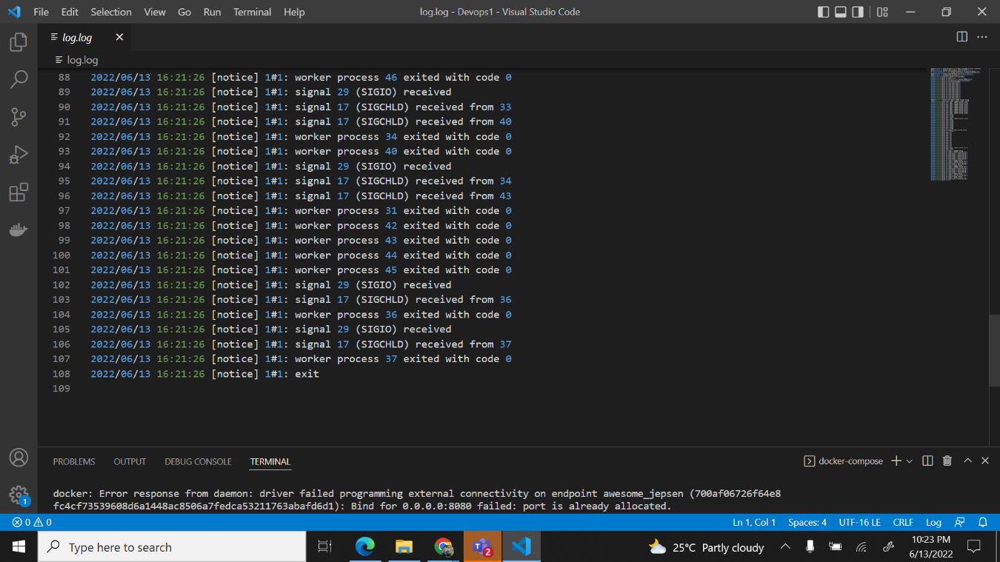 File Edit Selection View Go Run Terminal Help log.log - Devops1 - Visual Studio Code
log.log
log.log
88 2022/06/13 16:21:26 [notice] 1#1: worker process 46 exited with code 0
89 2022/06/13 16:21:26 [notice] 1#1: signal 29 (SIGIO) received
90 2022/06/13 16:21:26 [notice] 1#1: signal 17 (SIGCHLD) received from 33
91 2022/06/13 16:21:26 [notice] 1#1: signal 17 (SIGCHLD) received from 40
92 2022/06/13 16:21:26 [notice] 1#1: worker process 34 exited with code 0
93 2022/06/13 16:21:26 [notice] 1#1: worker process 40 exited with code 0
94 2022/06/13 16:21:26 [notice] 1#1: signal 29 (SIGIO) received
95 2022/06/13 16:21:26 [notice] 1#1: signal 17 (SIGCHLD) received from 34
96 2022/06/13 16:21:26 [notice] 1#1: signal 17 (SIGCHLD) received from 43
97 2022/06/13 16:21:26 [notice] 1#1: worker process 31 exited with code 0
98 2022/06/13 16:21:26 [notice] 1#1: worker process 42 exited with code 0
99 2022/06/13 16:21:26 [notice] 1#1: worker process 43 exited with code 0
100 2022/06/13 16:21:26 [notice] 1#1: worker process 44 exited with code 0
101 2022/06/13 16:21:26 [notice] 1#1: worker process 45 exited with code 0
102 2022/06/13 16:21:26 [notice] 1#1: signal 29 (SIGIO) received
103 2022/06/13 16:21:26 [notice] 1#1: signal 17 (SIGCHLD) received from 36
104 2022/06/13 16:21:26 [notice] 1#1: worker process 36 exited with code 0
105 2022/06/13 16:21:26 [notice] 1#1: signal 29 (SIGIO) received
106 2022/06/13 16:21:26 [notice] 1#1: signal 17 (SIGCHLD) received from 37
107 2022/06/13 16:21:26 [notice] 1#1: worker process 37 exited with code 0
108 2022/06/13 16:21:26 [notice] 1#1: exit
109
PROBLEMS OUTPUT DEBUG CONSOLE TERMINAL docker-compose
docker: Error response from daemon: driver failed programming external connectivity on endpoint awesome_jepsen (700af06726f64e8
fc4cf73539608d6a1448ac8506a7fedca53211763abafd6d1): Bind for 0.0.0.0:8080 failed: port is already allocated.
1
0 0 Ln 1, Col 1 Spaces: 4 UTF-16 LE CRLF Log
Type here to search 2 25°C Partly cloudy 10:23 PM
6/13/2022